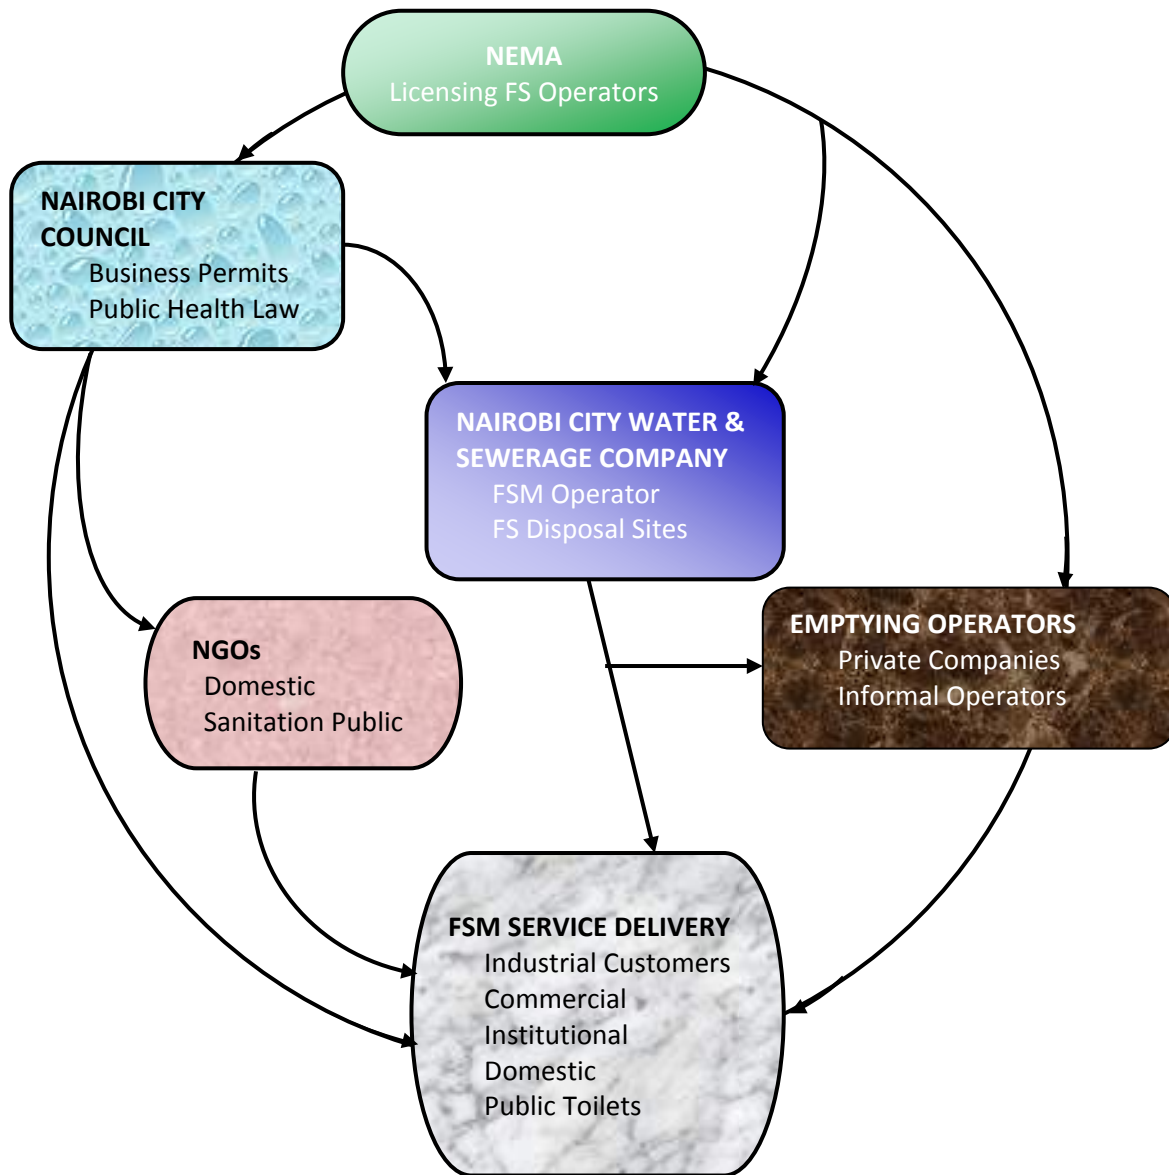 NEMA
Licensing FS Operators
NAIROBI CITY
COUNCIL
Business Permits
Public Health Law
NAIROBI CITY WATER &
SEWERAGE COMPANY
FSM Operator
FS Disposal Sites
NGOs
Domestic
Sanitation Public
EMPTYING OPERATORS
Private Companies
Informal Operators
FSM SERVICE DELIVERY
Industrial Customers
Commercial
Institutional
Domestic
Public Toilets